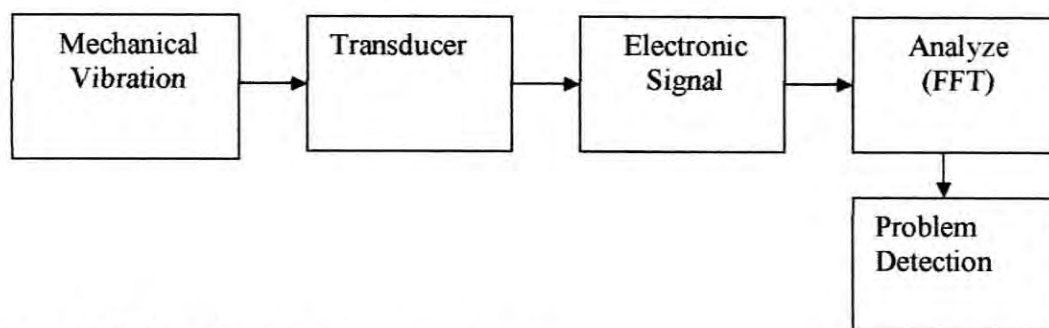 Mechanical
Vibration
Transducer
Electronic
Signal
Analyze
(FFT)
Problem
Detection